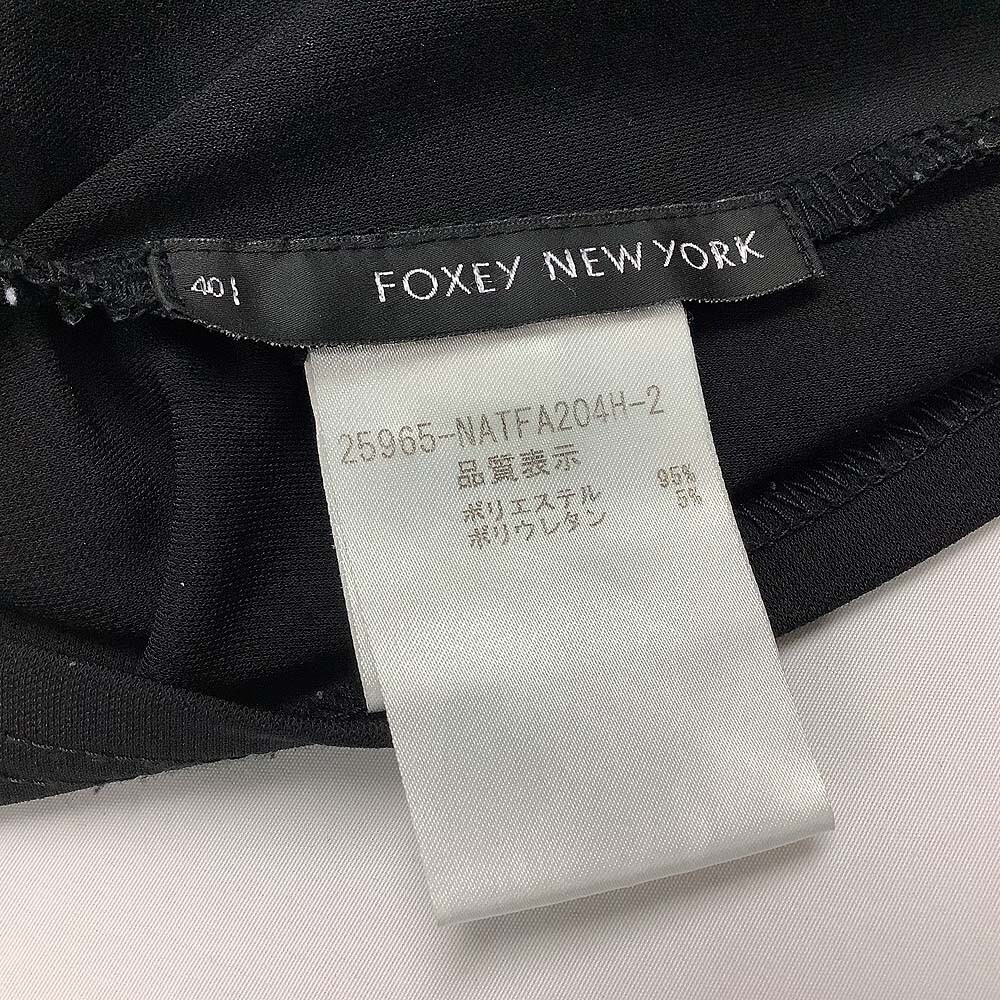 40
FOXEY NEW YORK
25965-NATFA204H-2
品質表示
ポリエステル 95%
ポリウレタン 5%